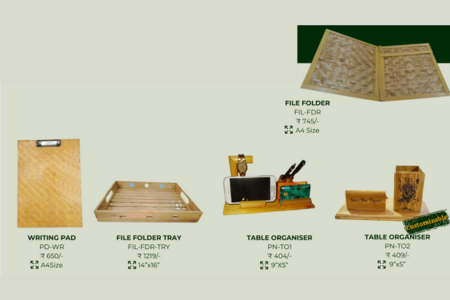 FILE FOLDER
FIL-FDR
₹ 745/-
A4 Size
WRITING PAD
PD-WR
₹ 650/-
A4Size
FILE FOLDER TRAY
FIL-FDR-TRY
₹ 1219/-
14"x16"
TABLE ORGANISER
PN-TO1
₹ 404/-
9"X5"
TABLE ORGANISER
PN-TO2
₹ 409/-
9"x5"
Customisable